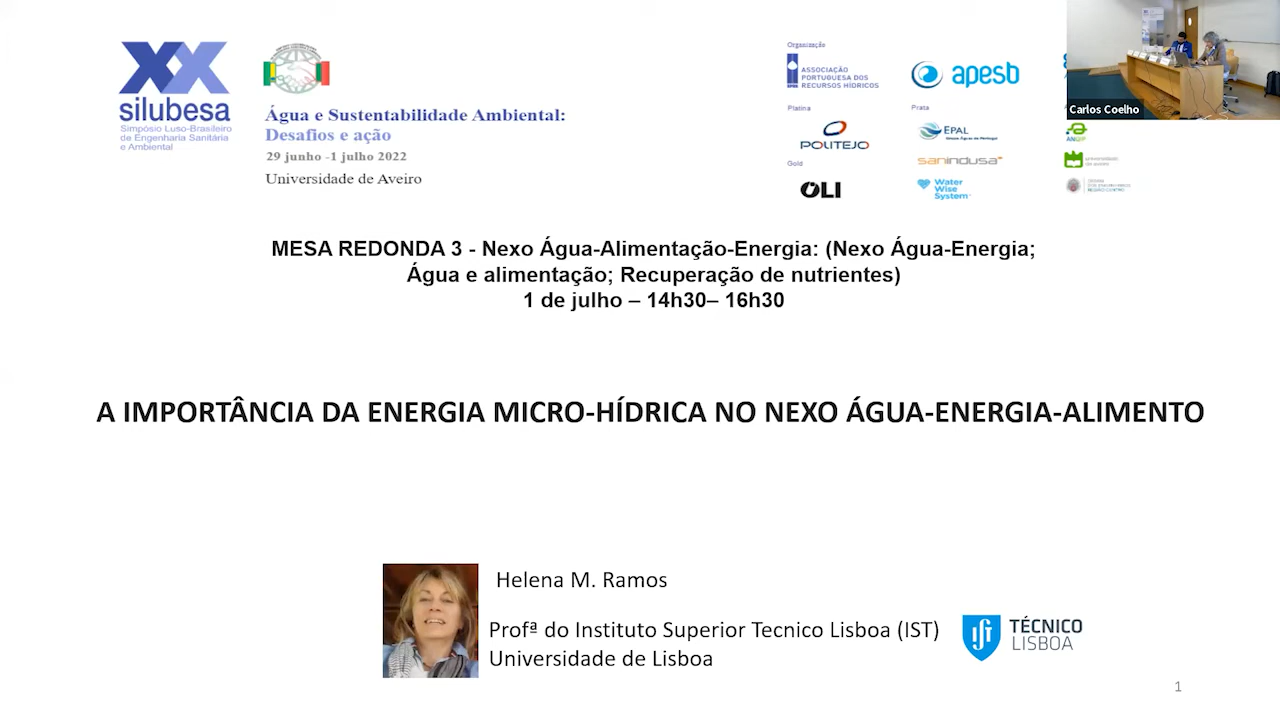 XX
silubesa
Simpósio Luso-Brasileiro
de Engenharia Sanitária
e Ambiental
Água e Sustentabilidade Ambiental:
Desafios e ação
29 junho -1 julho 2022
Universidade de Aveiro
Organização
ASSOCIAÇÃO
PORTUGUESA DOS
RECURSOS HÍDRICOS
apesb
Platina
POLITEJO
Prata
EPAL
sanindusa
Gold
OLI
Water
Wise
System
Carlos Coelho
MESA REDONDA 3 - Nexo Água-Alimentação-Energia: (Nexo Água-Energia;
Água e alimentação; Recuperação de nutrientes)
1 de julho – 14h30– 16h30
A IMPORTÂNCIA DA ENERGIA MICRO-HÍDRICA NO NEXO ÁGUA-ENERGIA-ALIMENTO
Helena M. Ramos
Profª do Instituto Superior Tecnico Lisboa (IST)
Universidade de Lisboa
TÉCNICO
LISBOA
1